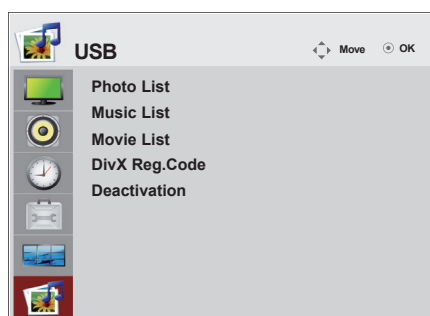 USB
Move OK
Photo List
Music List
Movie List
DivX Reg.Code
Deactivation